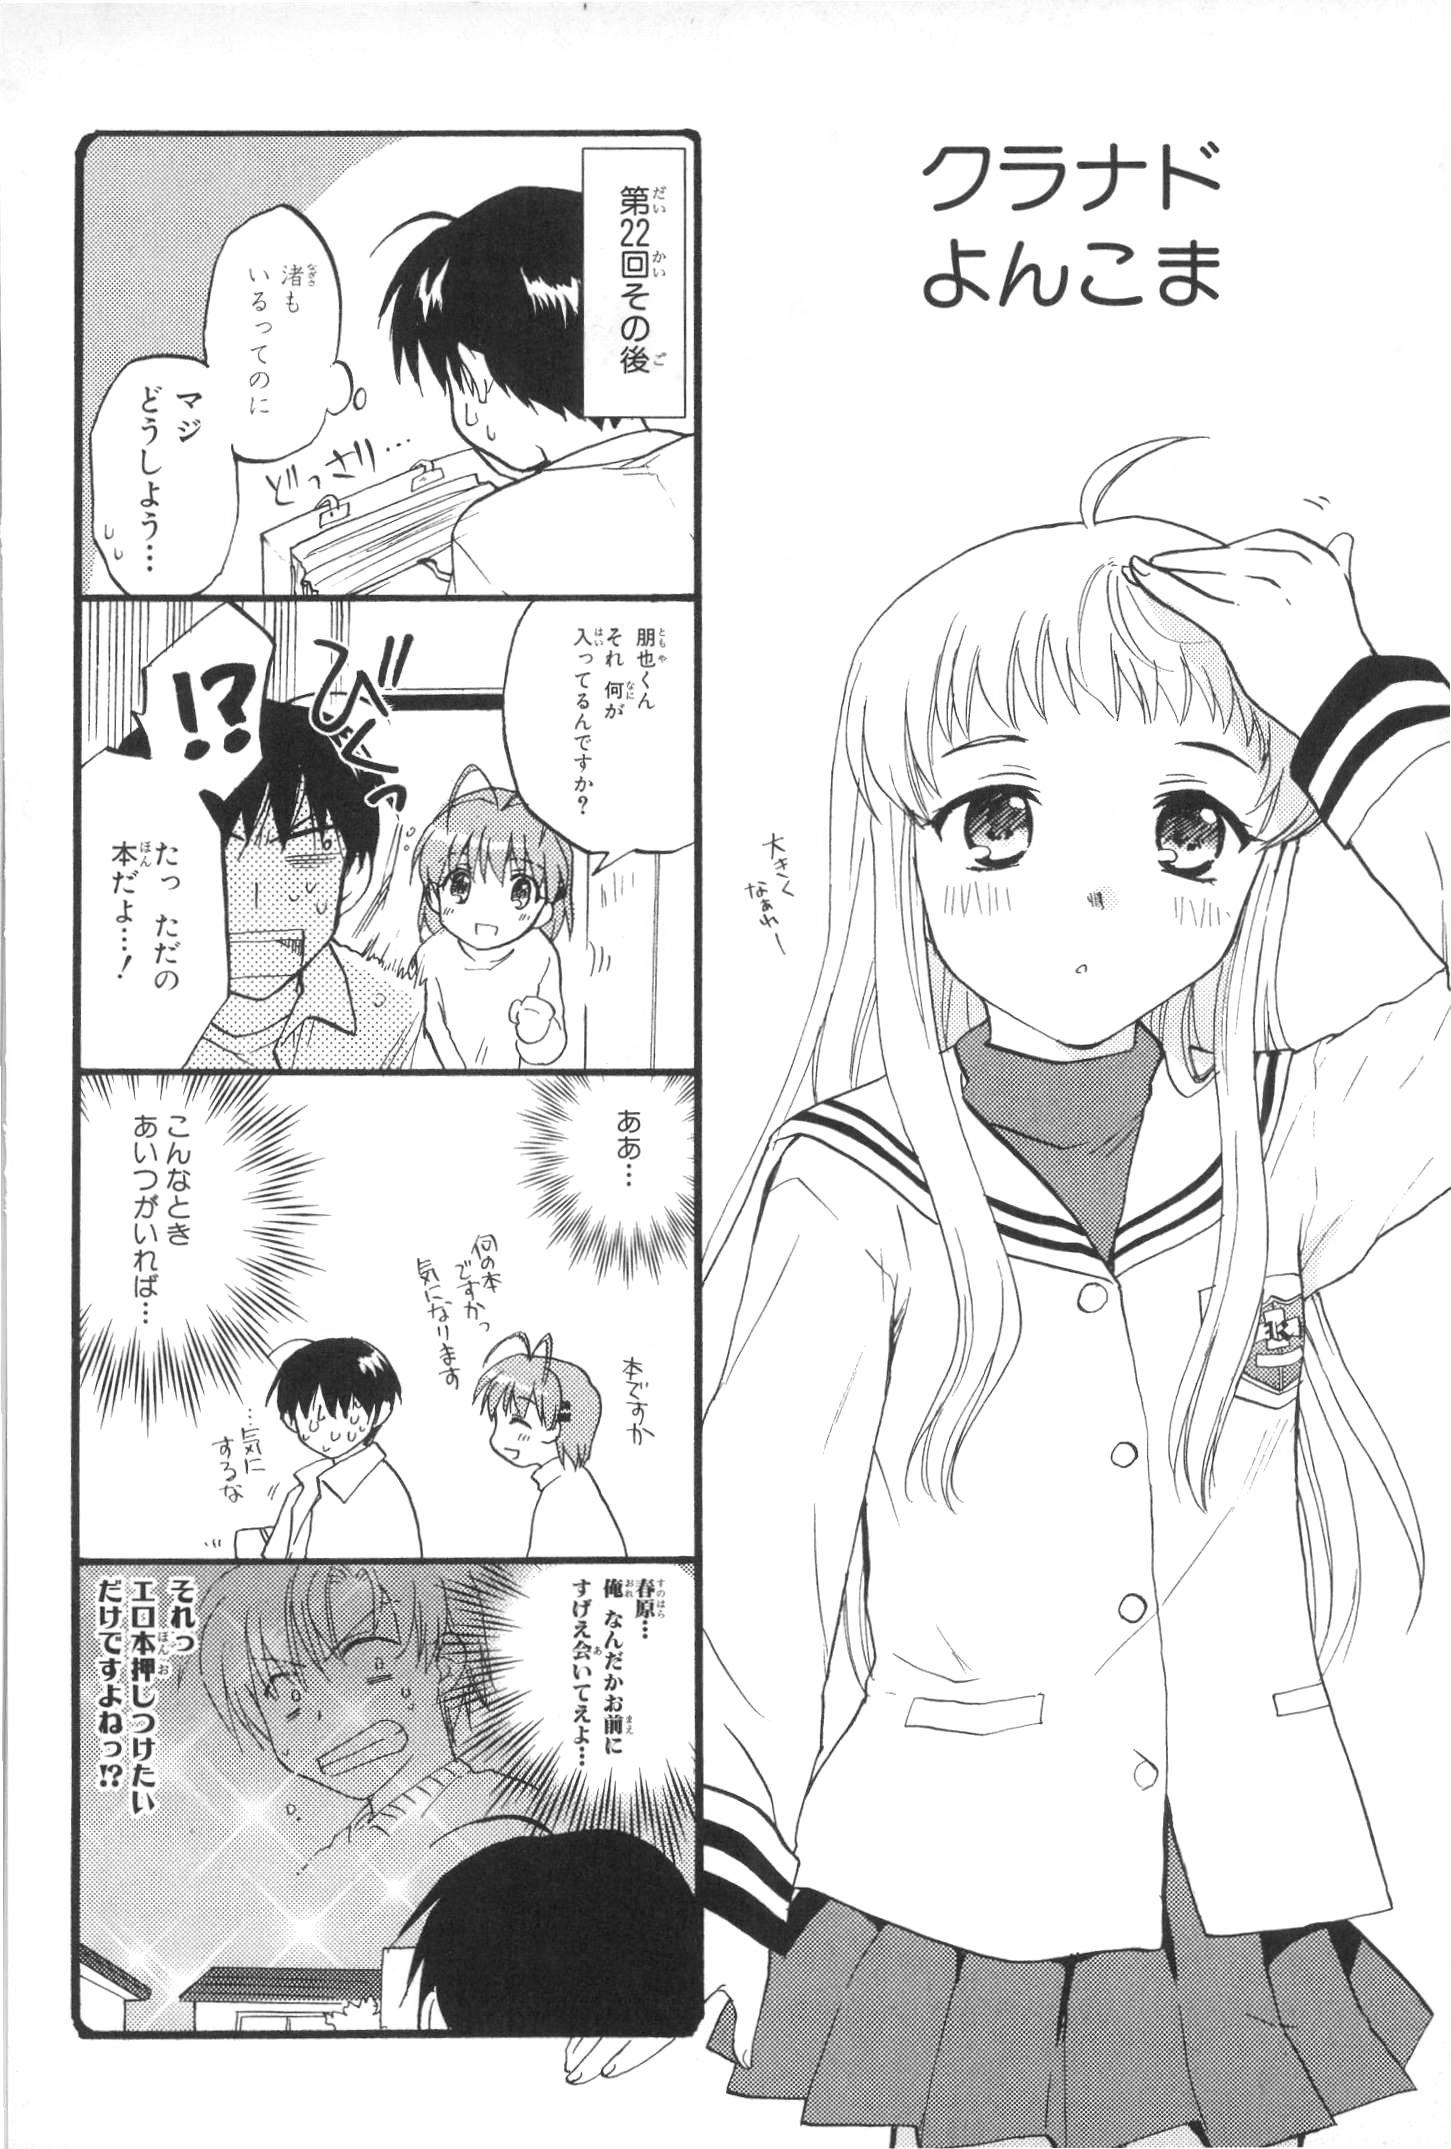 クラナド
よんこま
大きく
なぁれー
第22回その後
渚も
いるってのに
マジ
どうしよう…
どっさり…
朋也くん
それ 何が
入ってるんですか?
びくくっ
!?
たっ ただの
本だよ…!
ああ…
こんなとき
あいつがいれば…
本ですか
何の本
ですかっ
気になります
…気に
するな
春原…
俺 なんだかお前に
すげえ会いてえよ…
それっ
エロ本押しつけたい
だけですよねっ!?